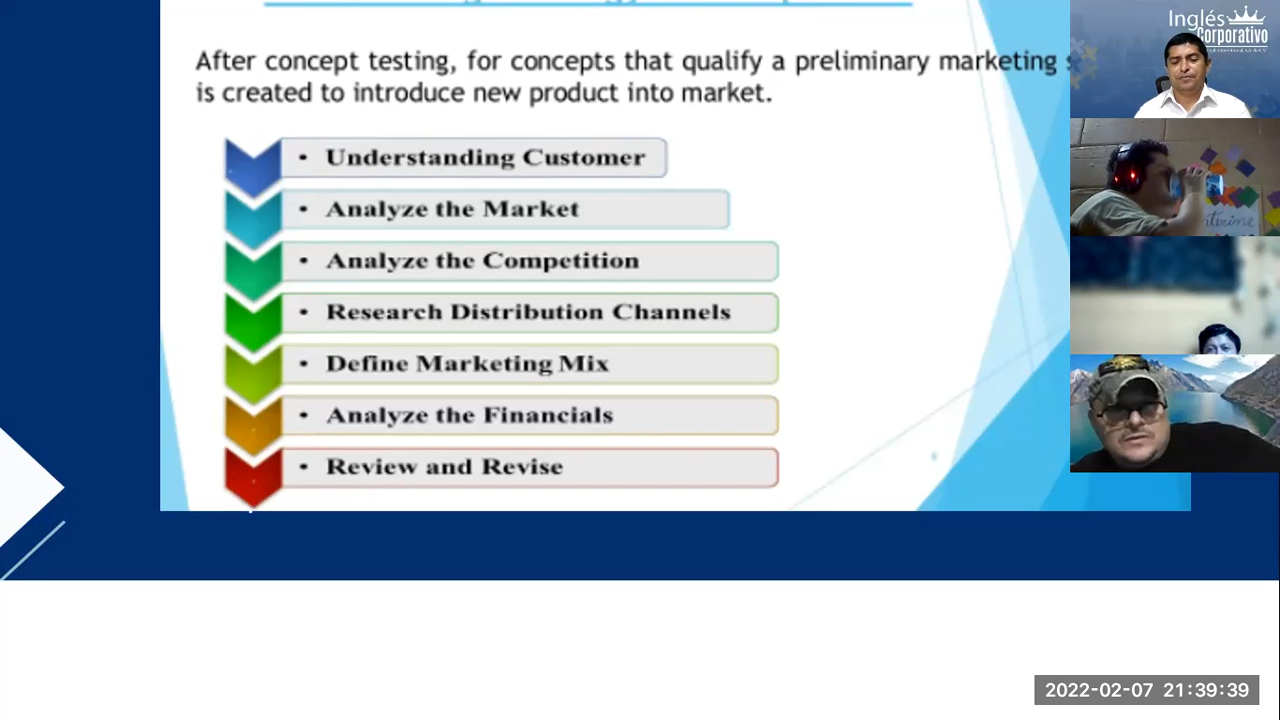 After concept testing, for concepts that qualify a preliminary marketing
is created to introduce new product into market.
• Understanding Customer
• Analyze the Market
• Analyze the Competition
• Research Distribution Channels
• Define Marketing Mix
• Analyze the Financials
• Review and Revise
Inglés
Corporativo
2022-02-07 21:39:39